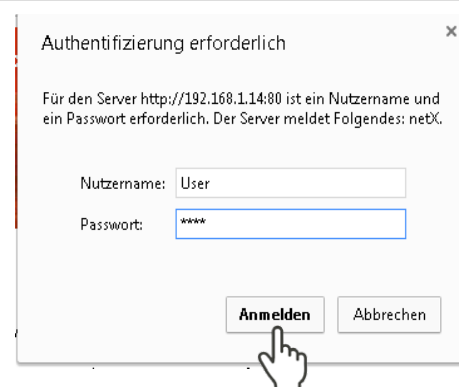 Authentifizierung erforderlich
×
Für den Server http://192.168.1.14:80 ist ein Nutzername und
ein Passwort erforderlich. Der Server meldet Folgendes: netX.
Nutzername: User
Passwort: ****
Anmelden Abbrechen